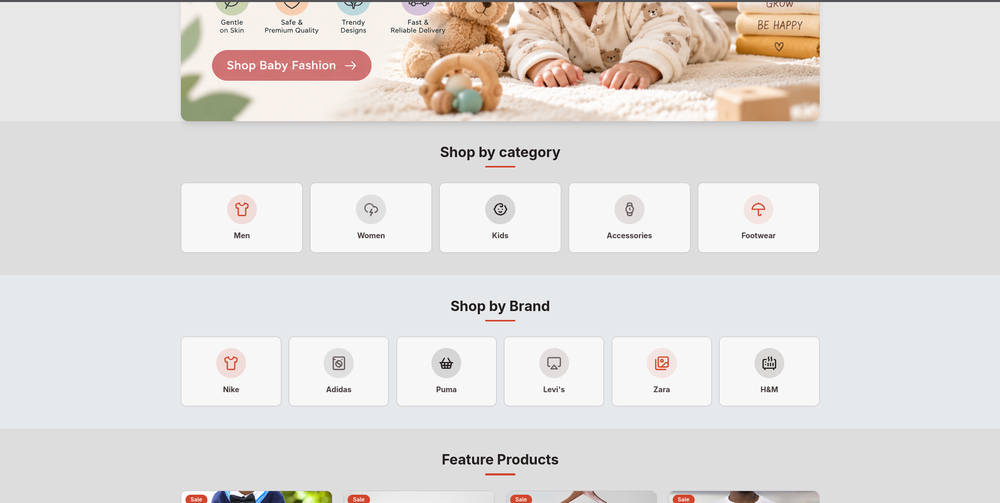 GROW
Gentle
on Skin
Safe &
Premium Quality
Trendy
Designs
Fast &
Reliable Delivery
BE HAPPY
Shop Baby Fashion
Shop by category
Men
Women
Kids
Accessories
Footwear
Shop by Brand
Nike
Adidas
Puma
Levi's
Zara
H&M
Feature Products
Sale
Sale
Sale
Sale